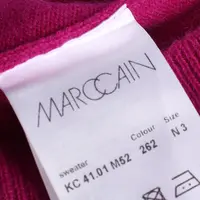 MARCCAIN
sweater Colour Size
KC 41.01 M52 262 N 3